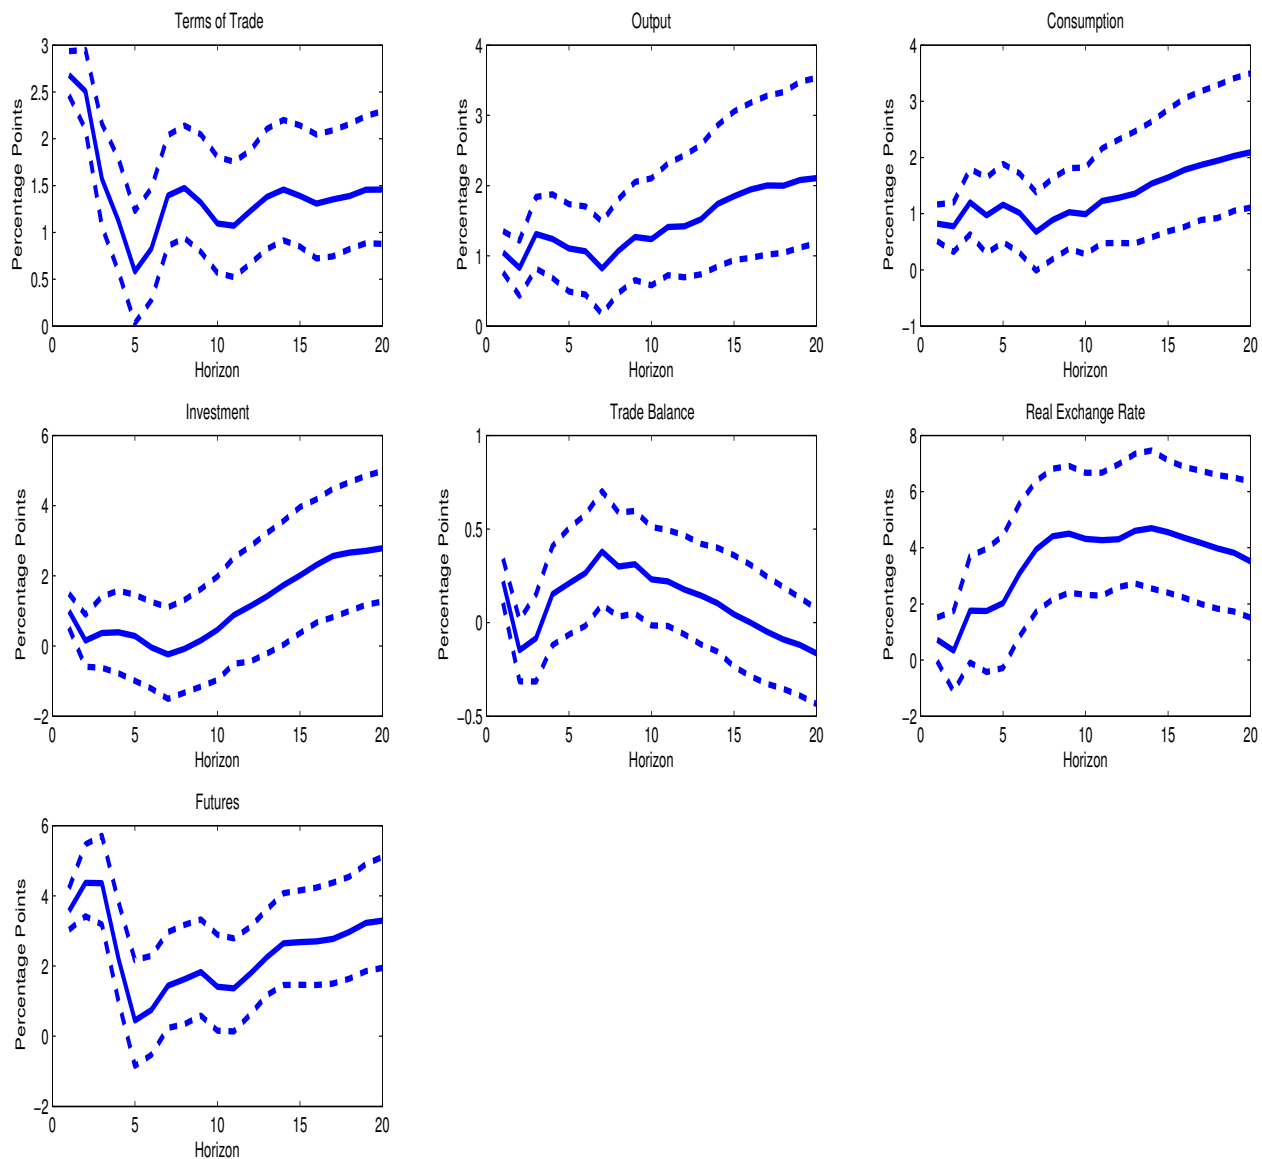 Terms of Trade
Percentage Points
3
2.5
2
1.5
1
0.5
0
0 5 10 15 20
Horizon
Output
Percentage Points
4
3
2
1
0
0 5 10 15 20
Horizon
Consumption
Percentage Points
4
3
2
1
0
−1
0 5 10 15 20
Horizon
Investment
Percentage Points
6
4
2
0
−2
0 5 10 15 20
Horizon
Trade Balance
Percentage Points
1
0.5
0
−0.5
0 5 10 15 20
Horizon
Real Exchange Rate
Percentage Points
8
6
4
2
0
−2
0 5 10 15 20
Horizon
Futures
Percentage Points
6
4
2
0
−2
0 5 10 15 20
Horizon